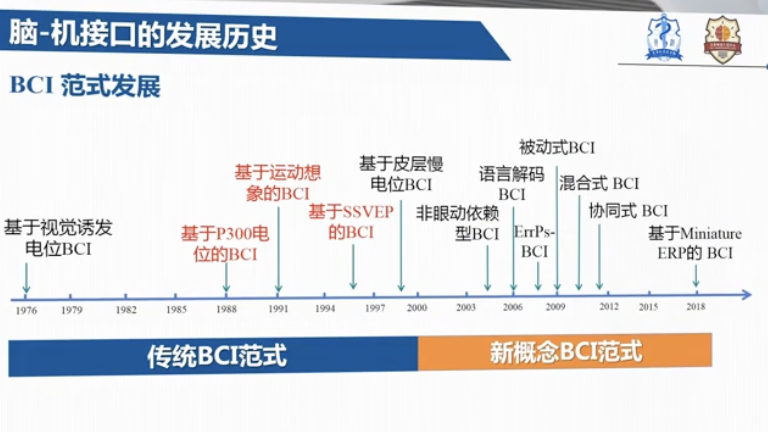 脑-机接口的发展历史
BCI 范式发展
基于视觉诱发
电位BCI
基于P300电
位的BCI
基于运动想
象的BCI
基于SSVEP
的BCI
基于皮层慢
电位BCI
非眼动依赖
型BCI
语言解码
BCI
ErrPs-
BCI
被动式BCI
混合式 BCI
协同式 BCI
基于Miniature
ERP的 BCI
1976 1979 1982 1985 1988 1991 1994 1997 2000 2003 2006 2009 2012 2015 2018
传统BCI范式
新概念BCI范式